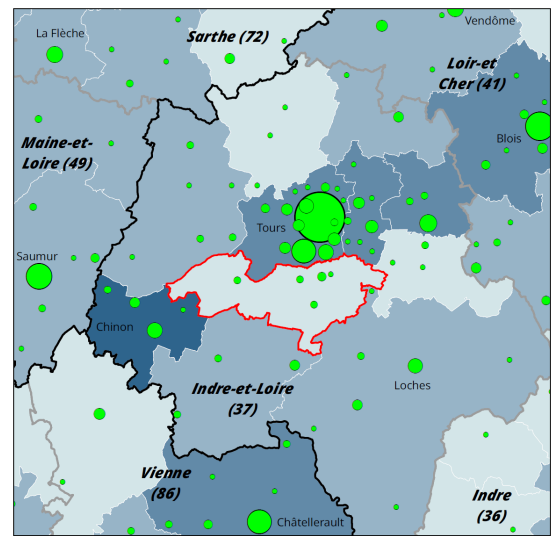 Vendôme
La Flèche
Sarthe (72)
Loir-et
Cher (41)
Blois
Maine-et-
Loire (49)
Tours
Saumur
Chinon
Indre-et-Loire
(37)
Loches
Vienne
(86)
Indre
(36)
Châtellerault